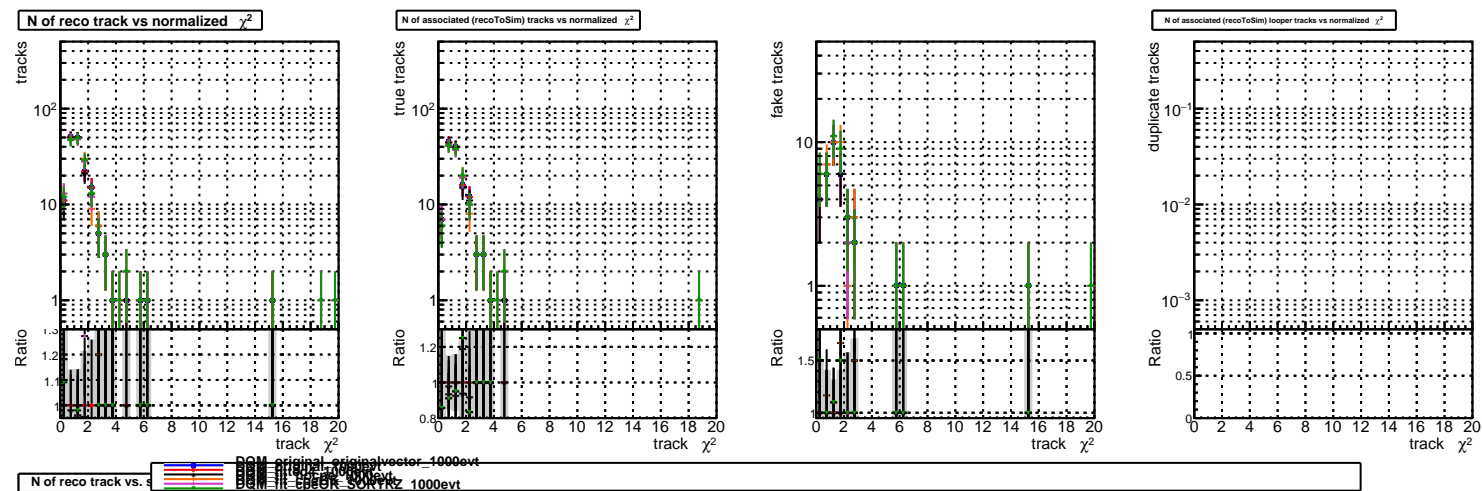 N of reco track vs normalized χ²
N of associated (recoToSim) tracks vs normalized χ²
N of associated (recoToSim) looper tracks vs normalized χ²
tracks
10²
10
1
Ratio
1.3
1.2
1.1
1
0 2 4 6 8 10 12 14 16 18 20
track χ²
true tracks
10²
10
1
Ratio
1.2
1
0.8
0 2 4 6 8 10 12 14 16 18 20
track χ²
fake tracks
10
1
Ratio
1.5
1
0 2 4 6 8 10 12 14 16 18 20
track χ²
duplicate tracks
10⁻¹
10⁻²
10⁻³
Ratio
1
0.5
0
0 2 4 6 8 10 12 14 16 18 20
track χ²
N of reco track vs. s
DQM_original_originalvector_1000evt
DQM_fit_cpeOR_SORTRZ_1000evt